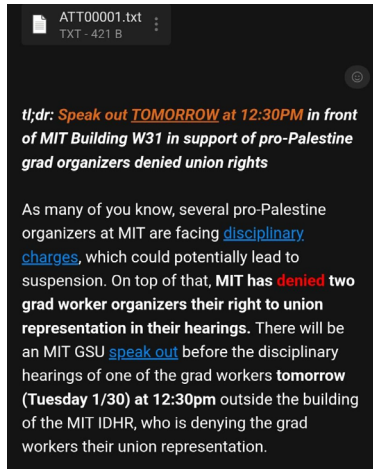 ATT00001.txt
TXT - 421 B
tl;dr: Speak out TOMORROW at 12:30PM in front
of MIT Building W31 in support of pro-Palestine
grad organizers denied union rights
As many of you know, several pro-Palestine
organizers at MIT are facing disciplinary
charges, which could potentially lead to
suspension. On top of that, MIT has denied two
grad worker organizers their right to union
representation in their hearings. There will be
an MIT GSU speak out before the disciplinary
hearings of one of the grad workers tomorrow
(Tuesday 1/30) at 12:30pm outside the building
of the MIT IDHR, who is denying the grad
workers their union representation.